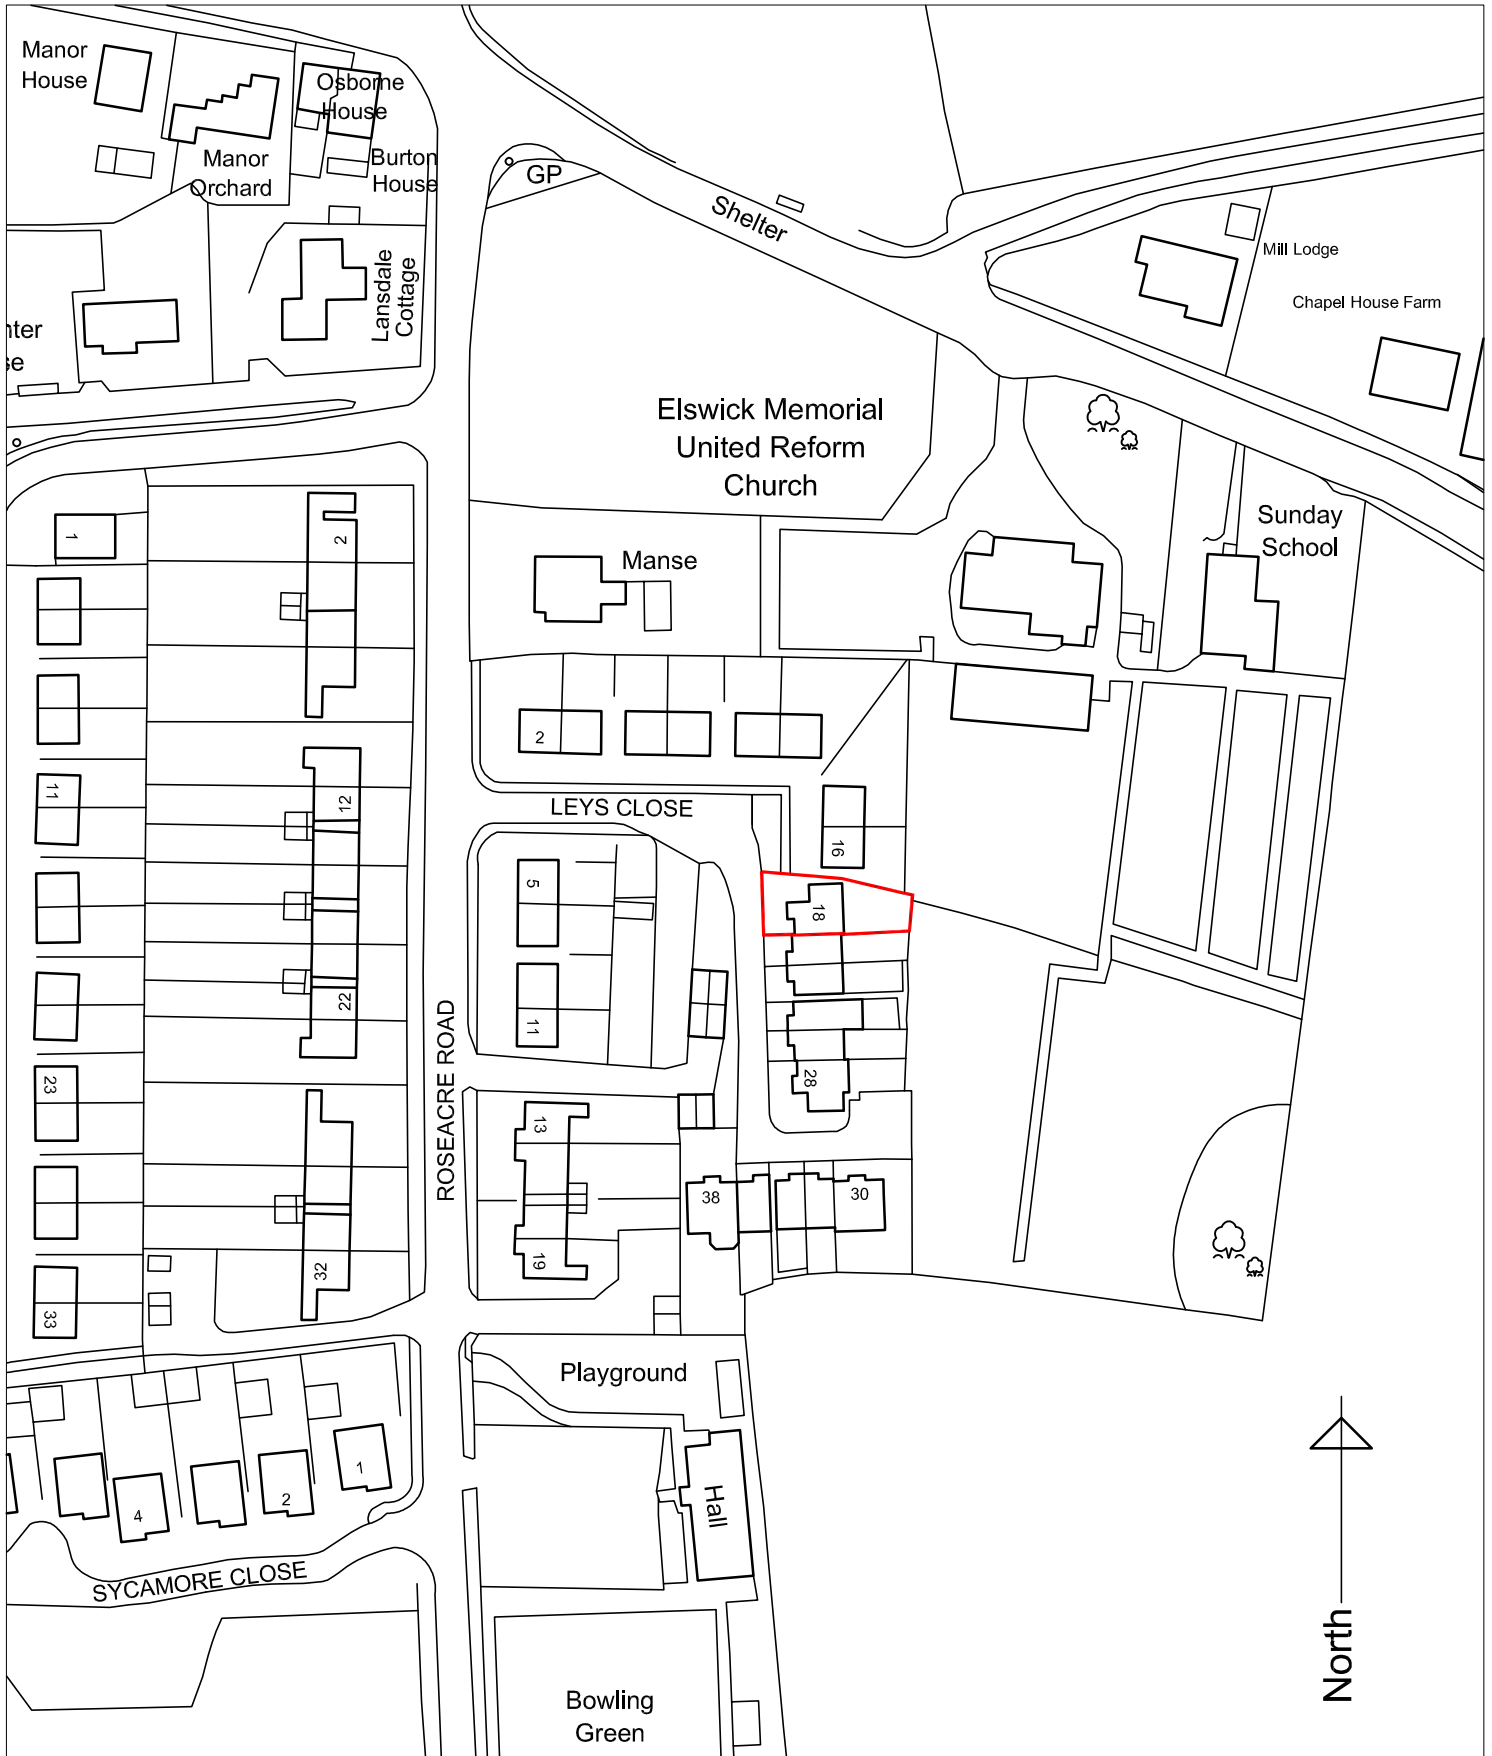 Manor
House
Osborne
House
Manor
Orchard
Burton
House
GP
Shelter
Mill Lodge
Chapel House Farm
Lansdale
Cottage
nter
se
Elswick Memorial
United Reform
Church
Sunday
School
Manse
1
2
2
LEYS CLOSE
11
12
16
5
18
22
11
ROSEACRE ROAD
23
28
13
38
30
19
32
33
Playground
1
2
4
Hall
SYCAMORE CLOSE
North
Bowling
Green